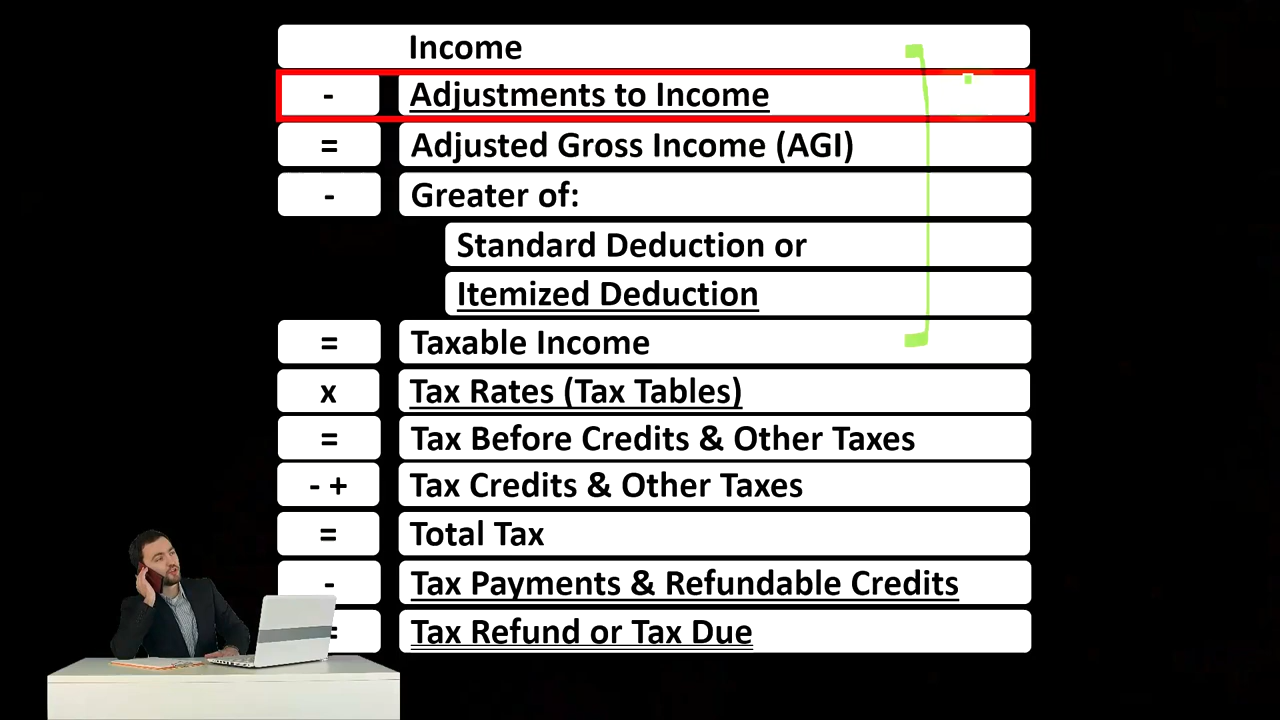 Income
- Adjustments to Income
= Adjusted Gross Income (AGI)
- Greater of:
Standard Deduction or
Itemized Deduction
= Taxable Income
x Tax Rates (Tax Tables)
= Tax Before Credits & Other Taxes
- + Tax Credits & Other Taxes
= Total Tax
- Tax Payments & Refundable Credits
= Tax Refund or Tax Due